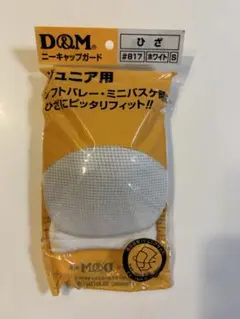 D&M®
ひざ
ニーキャップガード
#817 ホワイト S
ジュニア用
ソフトバレー・ミニバスケ
ひざにピッタリフィット!!
D&M®